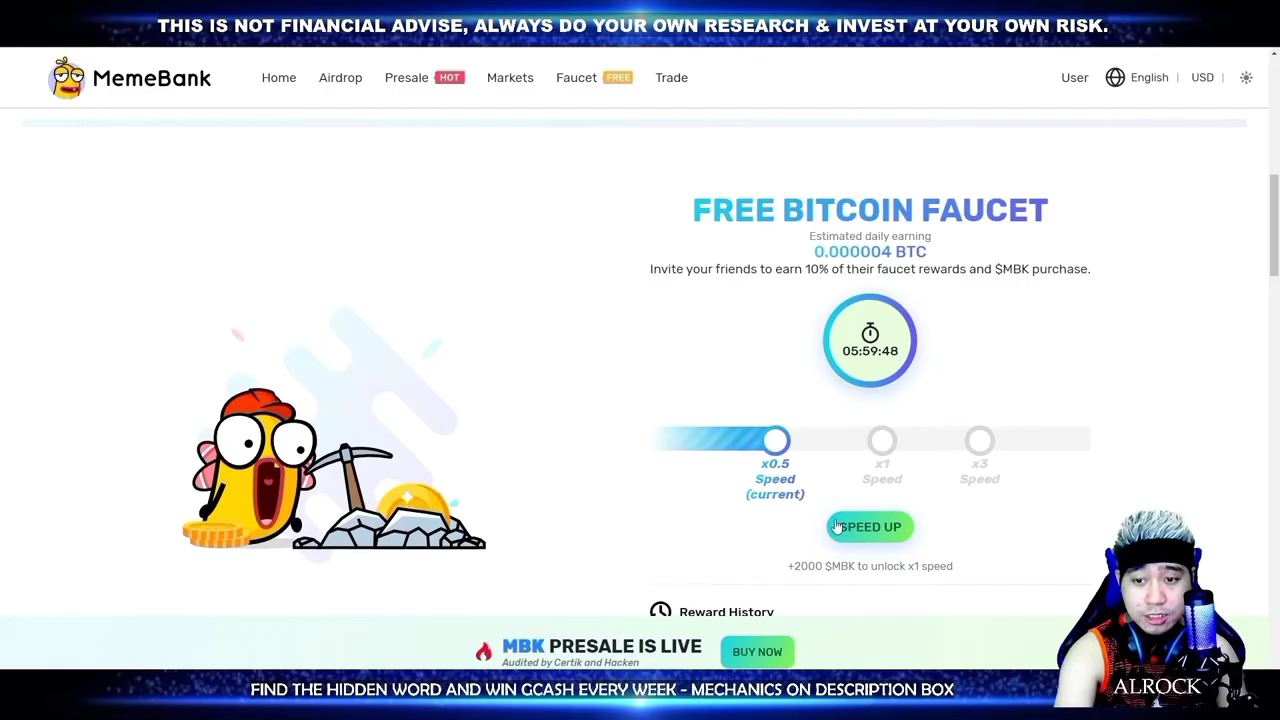 THIS IS NOT FINANCIAL ADVISE, ALWAYS DO YOUR OWN RESEARCH & INVEST AT YOUR OWN RISK.
MemeBank
Home
Airdrop
Presale HOT
Markets
Faucet FREE
Trade
User
English
USD
FREE BITCOIN FAUCET
Estimated daily earning
0.000004 BTC
Invite your friends to earn 10% of their faucet rewards and $MBK purchase.
05:59:48
x0.5
Speed
(current)
x1
Speed
x3
Speed
SPEED UP
+2000 $MBK to unlock x1 speed
Reward History
MBK PRESALE IS LIVE
Audited by Certik and Hacken
BUY NOW
ALROCK
FIND THE HIDDEN WORD AND WIN GCASH EVERY WEEK - MECHANICS ON DESCRIPTION BOX